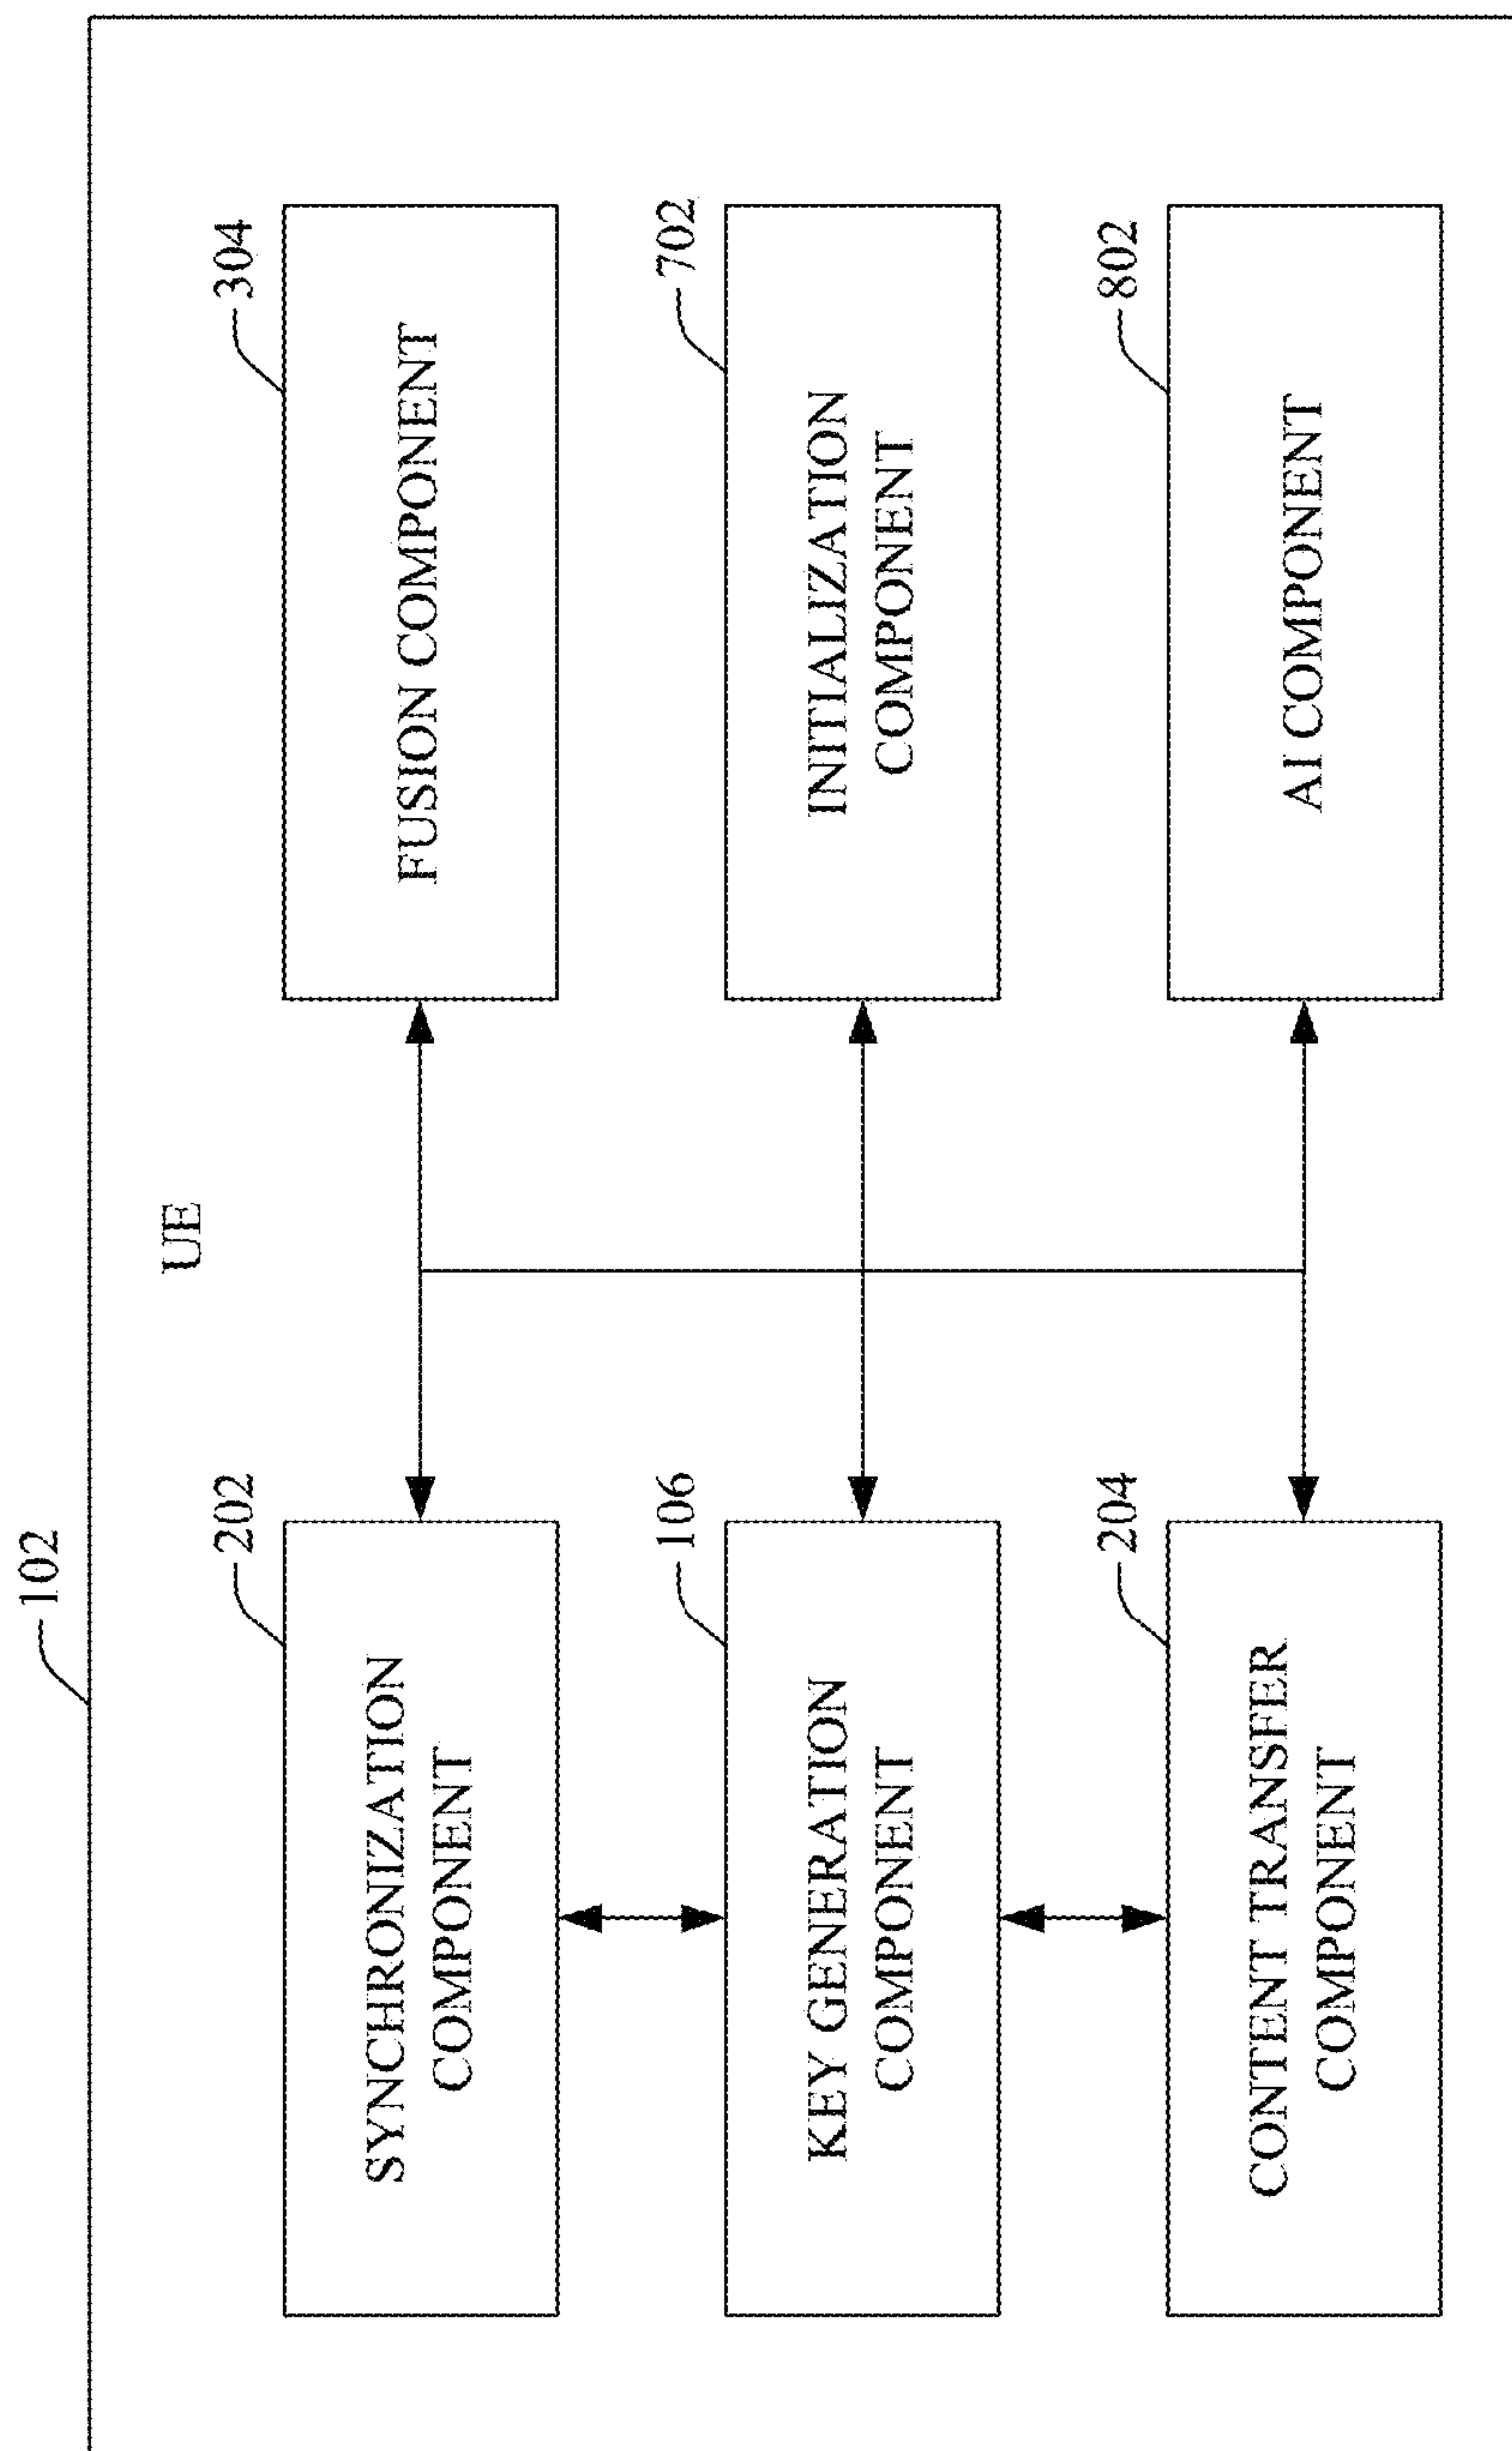 102
UE
202
SYNCHRONIZATION
COMPONENT
304
FUSION COMPONENT
106
KEY GENERATION
COMPONENT
702
INITIALIZATION
COMPONENT
204
CONTENT TRANSFER
COMPONENT
802
AI COMPONENT